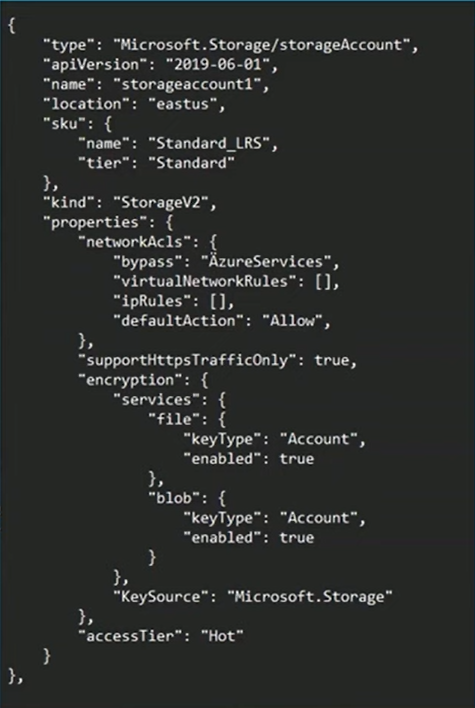 {
"type": "Microsoft.Storage/storageAccount",
"apiVersion": "2019-06-01",
"name": "storageaccount1",
"location": "eastus",
"sku": {
"name": "Standard_LRS",
"tier": "Standard"
},
"kind": "StorageV2",
"properties": {
"networkAcls": {
"bypass": "ÄzureServices",
"virtualNetworkRules": [],
"ipRules": [],
"defaultAction": "Allow",
},
"supportHttpsTrafficOnly": true,
"encryption": {
"services": {
"file": {
"keyType": "Account",
"enabled": true
},
"blob": {
"keyType": "Account",
"enabled": true
}
},
"KeySource": "Microsoft.Storage"
},
"accessTier": "Hot"
}
},